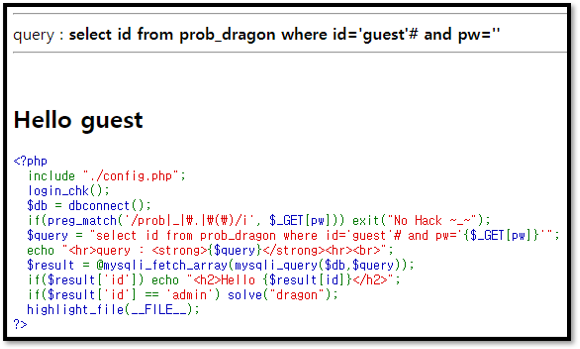 query : select id from prob_dragon where id='guest'# and pw=''
Hello guest
<?php
include "./config.php";
login_chk();
$db = dbconnect();
if(preg_match('/prob|_|₩.|₩(₩)/i', $_GET[pw])) exit("No Hack ~_~");
$query = "select id from prob_dragon where id='guest'# and pw='{$_GET[pw]}'";
echo "<hr>query : <strong>{$query}</strong><hr><br>";
$result = @mysqli_fetch_array(mysqli_query($db,$query));
if($result['id']) echo "<h2>Hello {$result[id]}</h2>";
if($result['id'] == 'admin') solve("dragon");
highlight_file(__FILE__);
?>